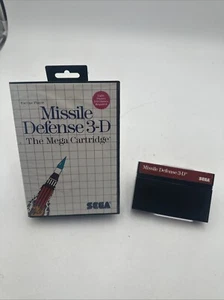 Missile
Defense 3-D
The Mega Cartridge
SEGA
Missile Defense 3-D
SEGA